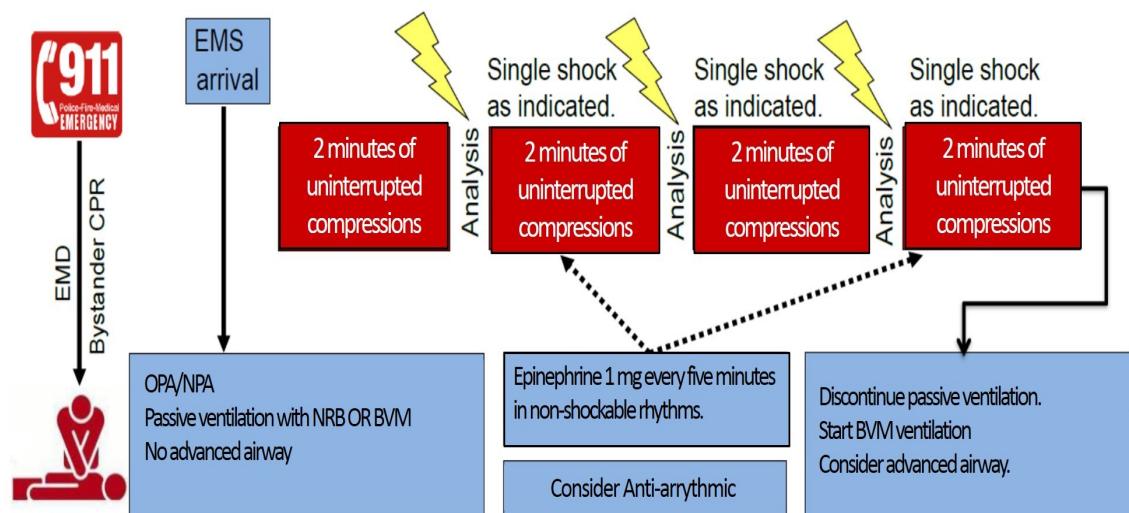 911
Police-Fire-Medical
EMERGENCY
EMD
Bystander CPR
EMS
arrival
2 minutes of
uninterrupted
compressions
Analysis
Single shock
as indicated.
2 minutes of
uninterrupted
compressions
Analysis
Single shock
as indicated.
2 minutes of
uninterrupted
compressions
Analysis
Single shock
as indicated.
2 minutes of
uninterrupted
compressions
OPA/NPA
Passive ventilation with NRB OR BVM
No advanced airway
Epinephrine 1 mg every five minutes
in non-shockable rhythms.
Consider Anti-arrythmic
Discontinue passive ventilation.
Start BVM ventilation
Consider advanced airway.